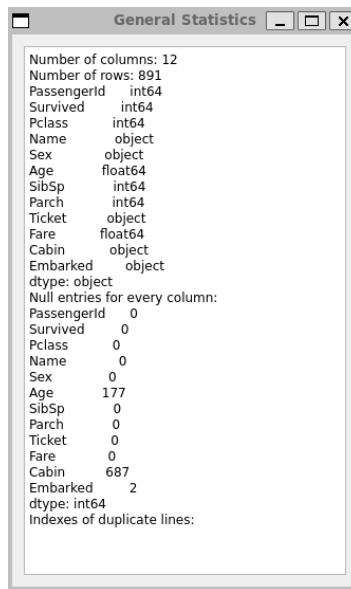 General Statistics
Number of columns: 12
Number of rows: 891
PassengerId int64
Survived int64
Pclass int64
Name object
Sex object
Age float64
SibSp int64
Parch int64
Ticket object
Fare float64
Cabin object
Embarked object
dtype: object
Null entries for every column:
PassengerId 0
Survived 0
Pclass 0
Name 0
Sex 0
Age 177
SibSp 0
Parch 0
Ticket 0
Fare 0
Cabin 687
Embarked 2
dtype: int64
Indexes of duplicate lines: